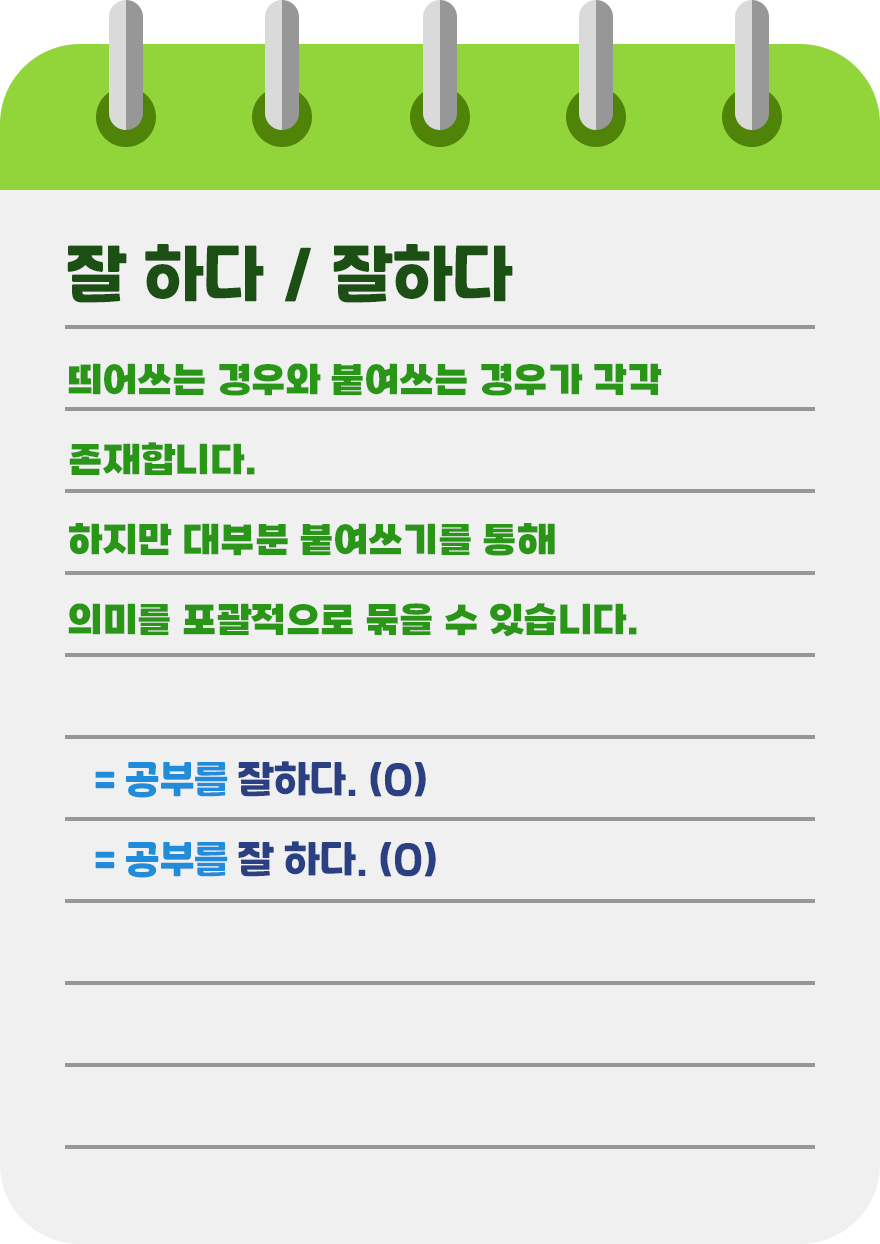 잘 하다 / 잘하다
띄어쓰는 경우와 붙여쓰는 경우가 각각
존재합니다.
하지만 대부분 붙여쓰기를 통해
의미를 포괄적으로 묶을 수 있습니다.
= 공부를 잘하다. (O)
= 공부를 잘 하다. (O)